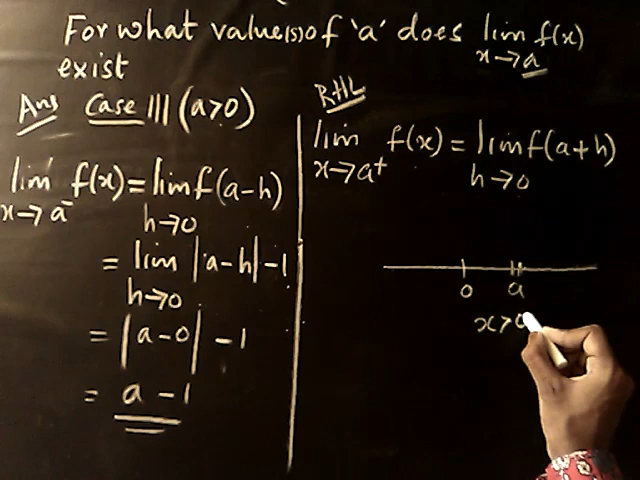 For what value(s) of 'a' does lim f(x)
x→a
exist
Ans Case III (a>0)
lim f(x) = lim f(a-h)
x→a⁻ h→0
= lim |a-h| -1
h→0
= |a-0| -1
= a -1
RHL
lim f(x) = lim f(a+h)
x→a⁺ h→0
0 a
x>